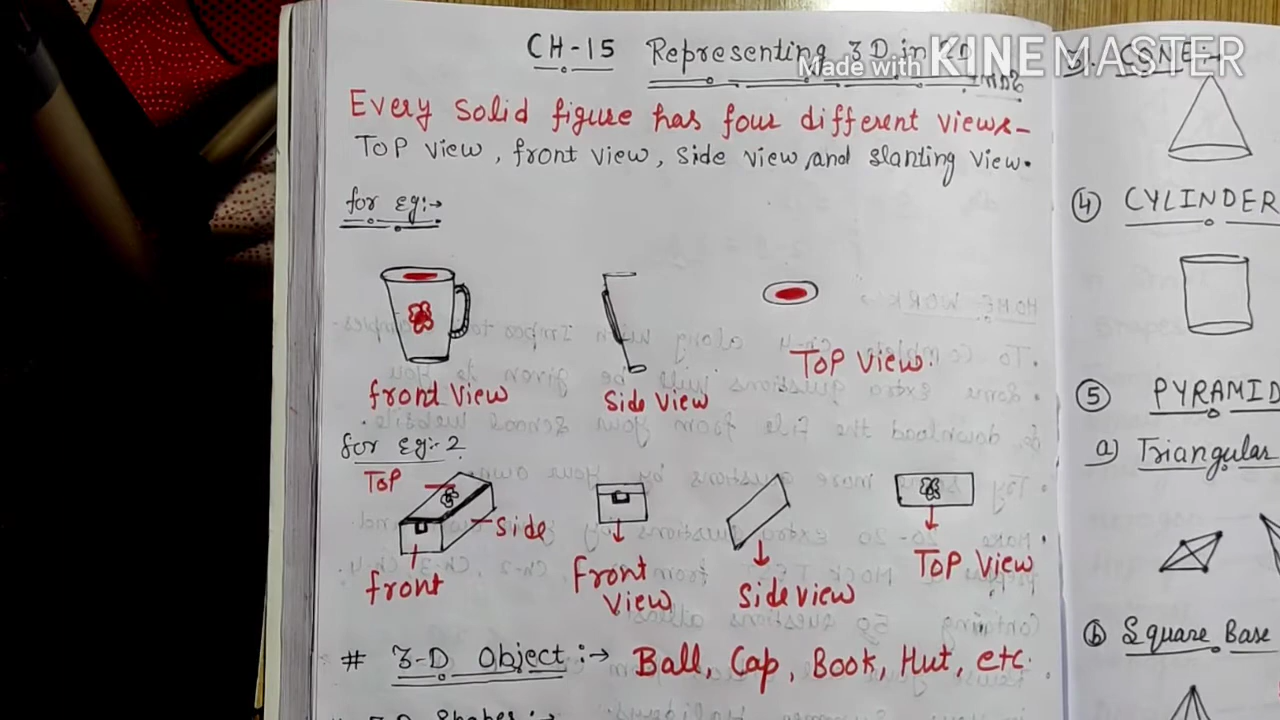 CH-15 Representing 3D in 2D
Made with KINEMASTER
Every solid figure has four different views-
Top view, front view, side view, and slanting view.
for eg:→
front view
Side view
Top view.
for eg:- 2
Top
Side
front
Front
view
Side view
Top view
# 3-D Object :→ Ball, Cap, Book, Hut, etc.
3). CONE:-
④ CYLINDER
⑤ PYRAMID
a) Triangular
ⓑ Square Base